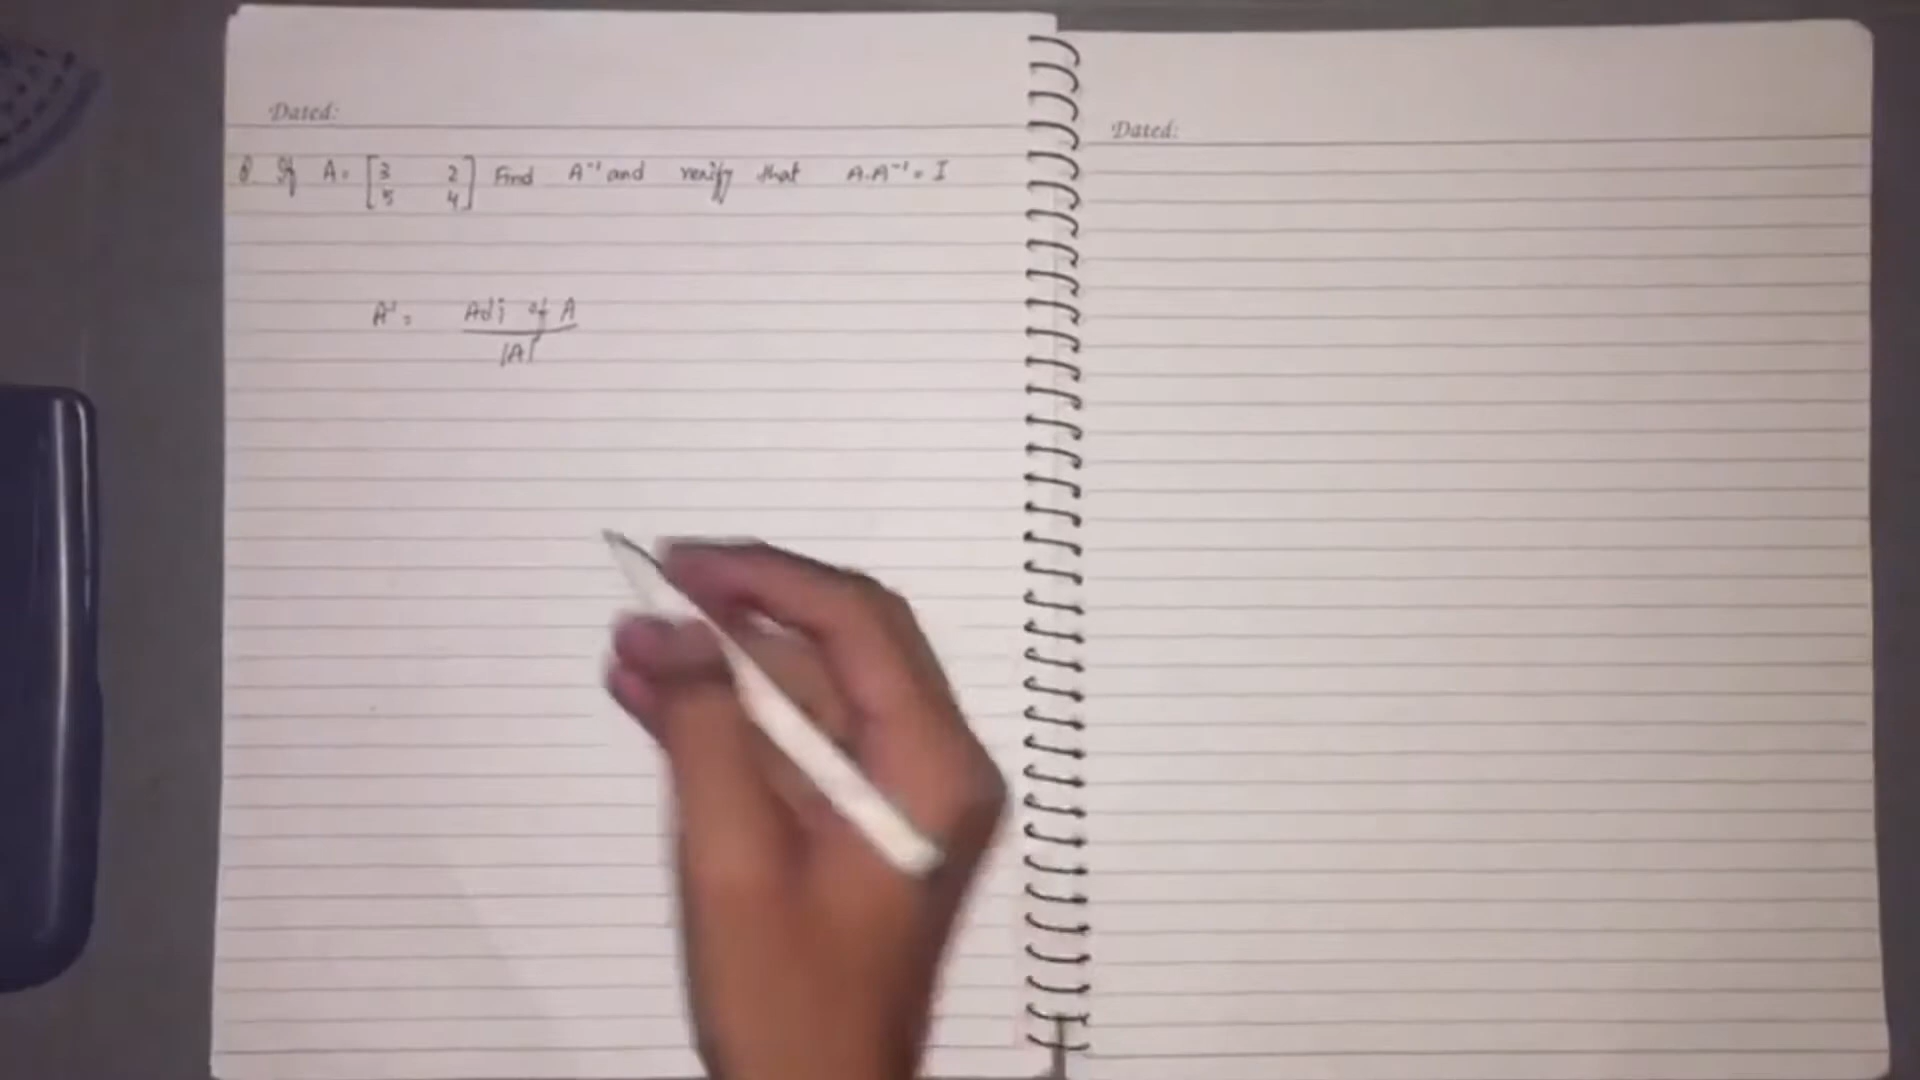 Dated:
Q. If A = [3 2] Find A⁻¹ and verify that A.A⁻¹ = I
[5 4]
A⁻¹ = Adj of A
|A|
Dated: